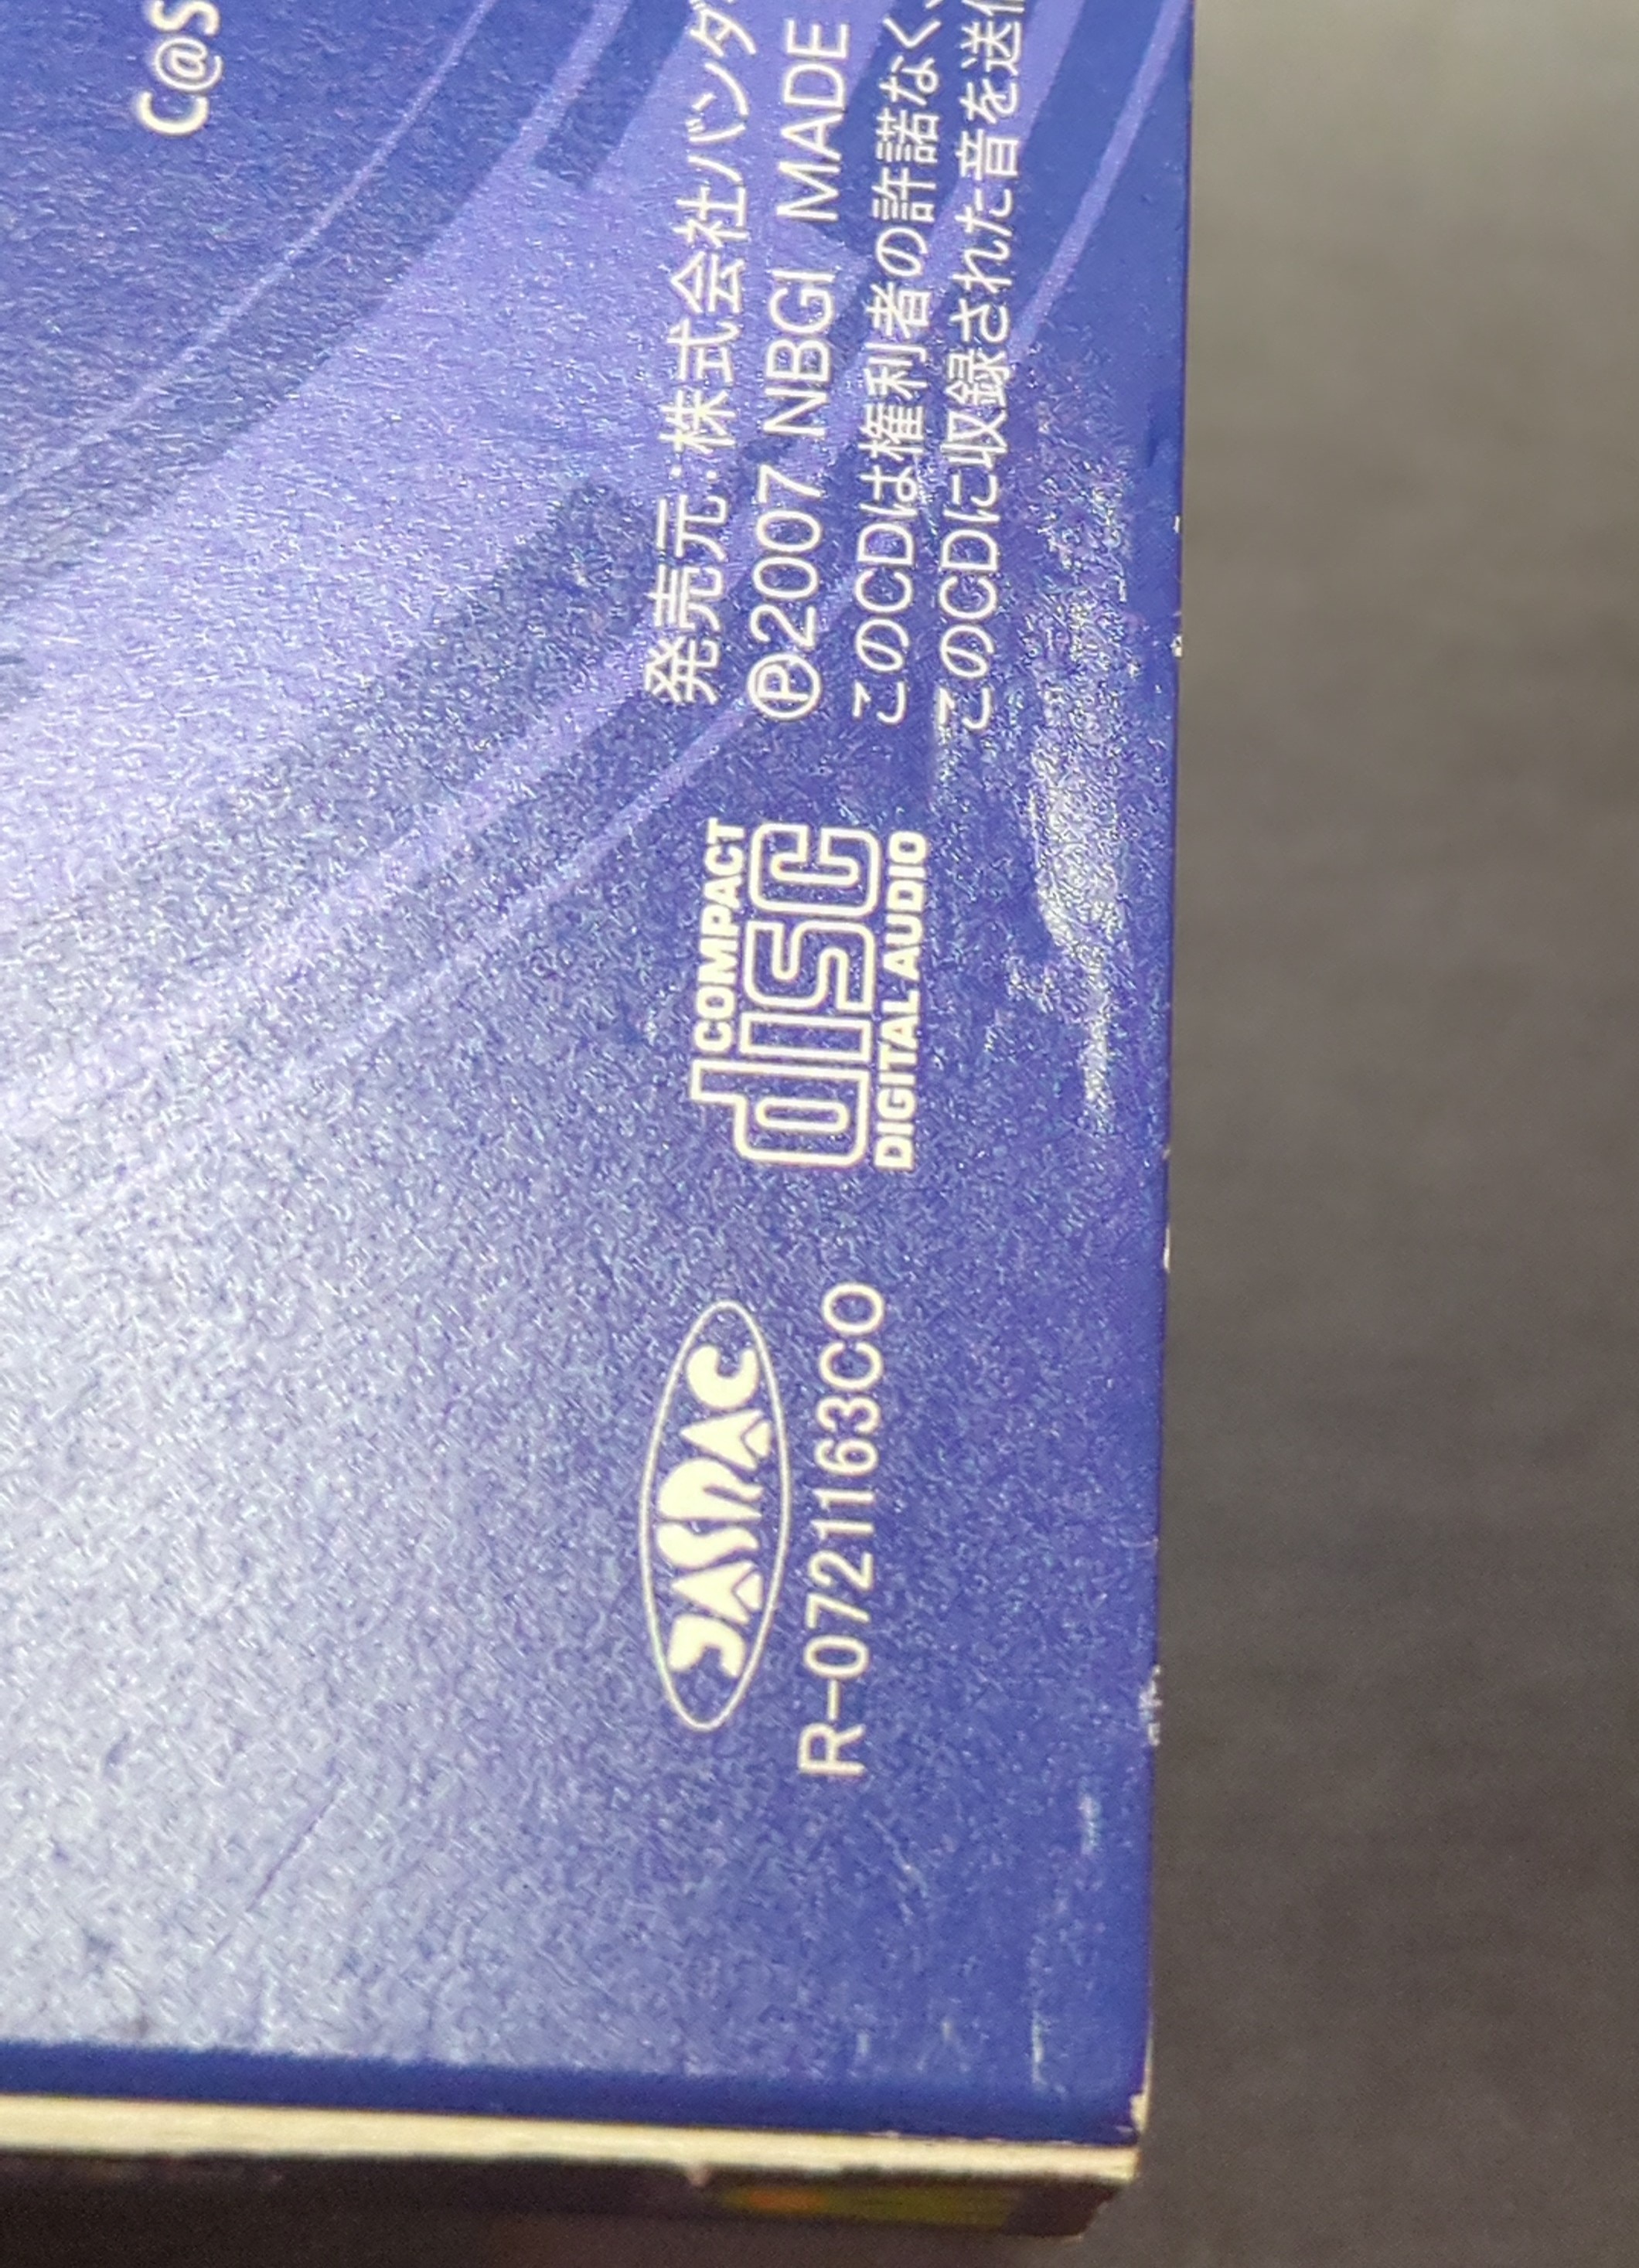 C@S
発売元:株式会社バンダ
Ⓟ2007 NBGI MADE
このCDは権利者の許諾なく、
このCDに収録された音を送信
COMPACT
disc
DIGITAL AUDIO
JASRAC
R-0721163CO